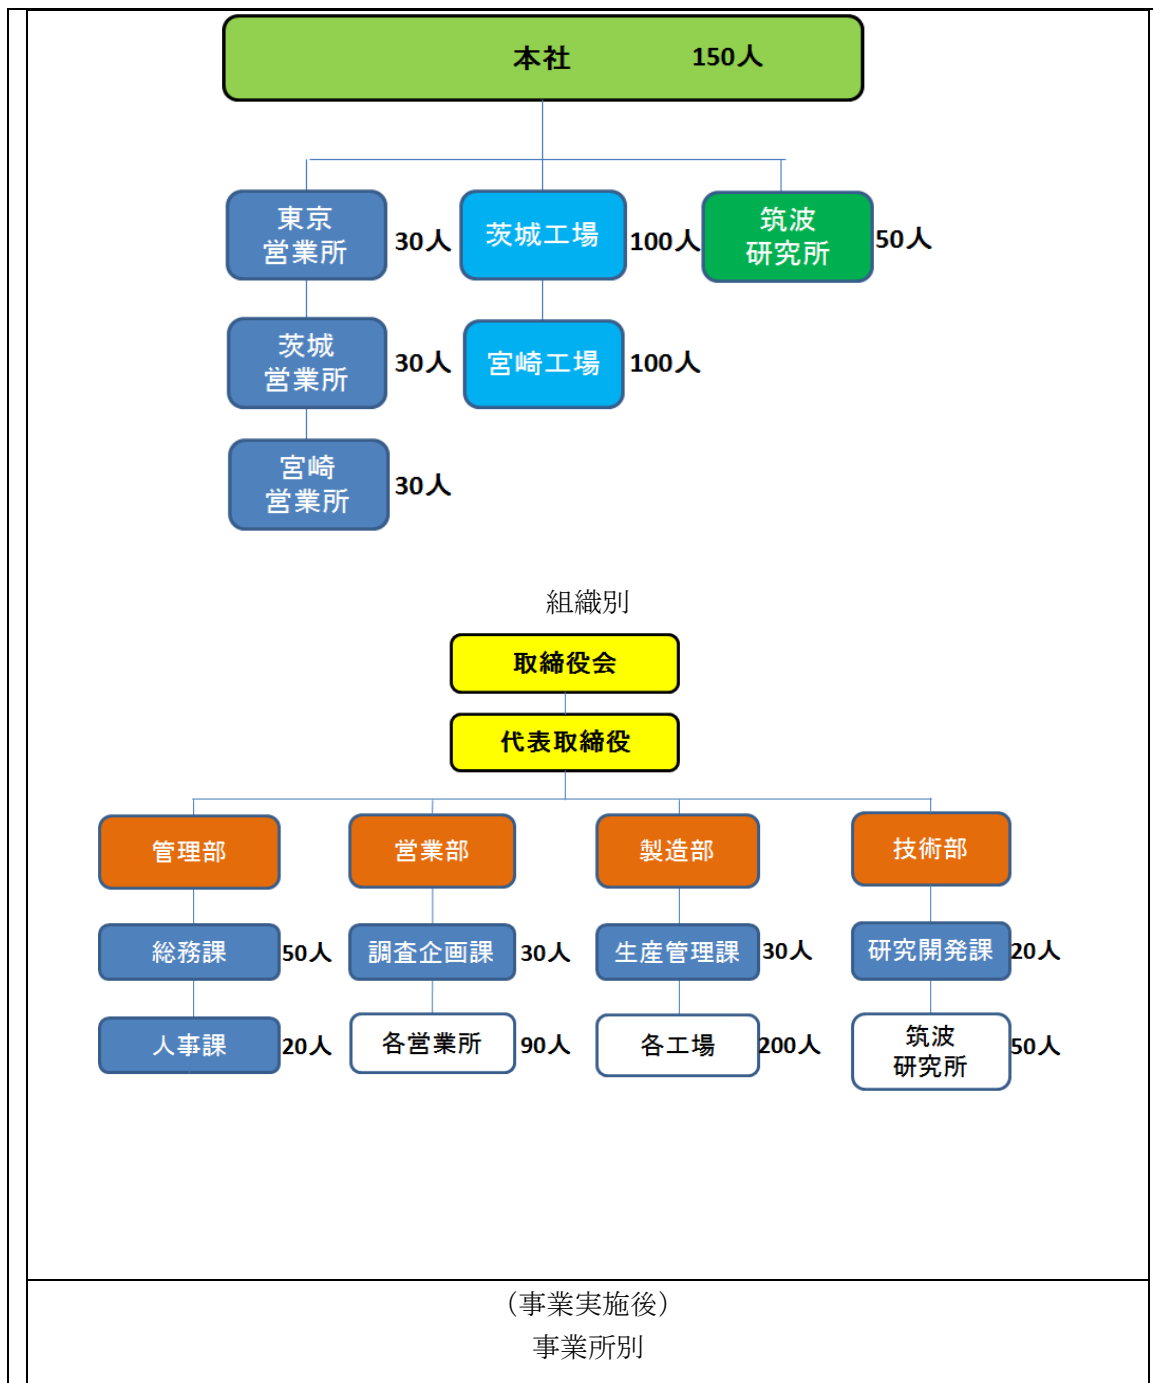 本社 150人
東京
営業所
30人
茨城工場
100人
筑波
研究所
50人
茨城
営業所
30人
宮崎工場
100人
宮崎
営業所
30人
組織別
取締役会
代表取締役
管理部
営業部
製造部
技術部
総務課
50人
調査企画課
30人
生産管理課
30人
研究開発課
20人
人事課
20人
各営業所
90人
各工場
200人
筑波
研究所
50人
（事業実施後）
事業所別